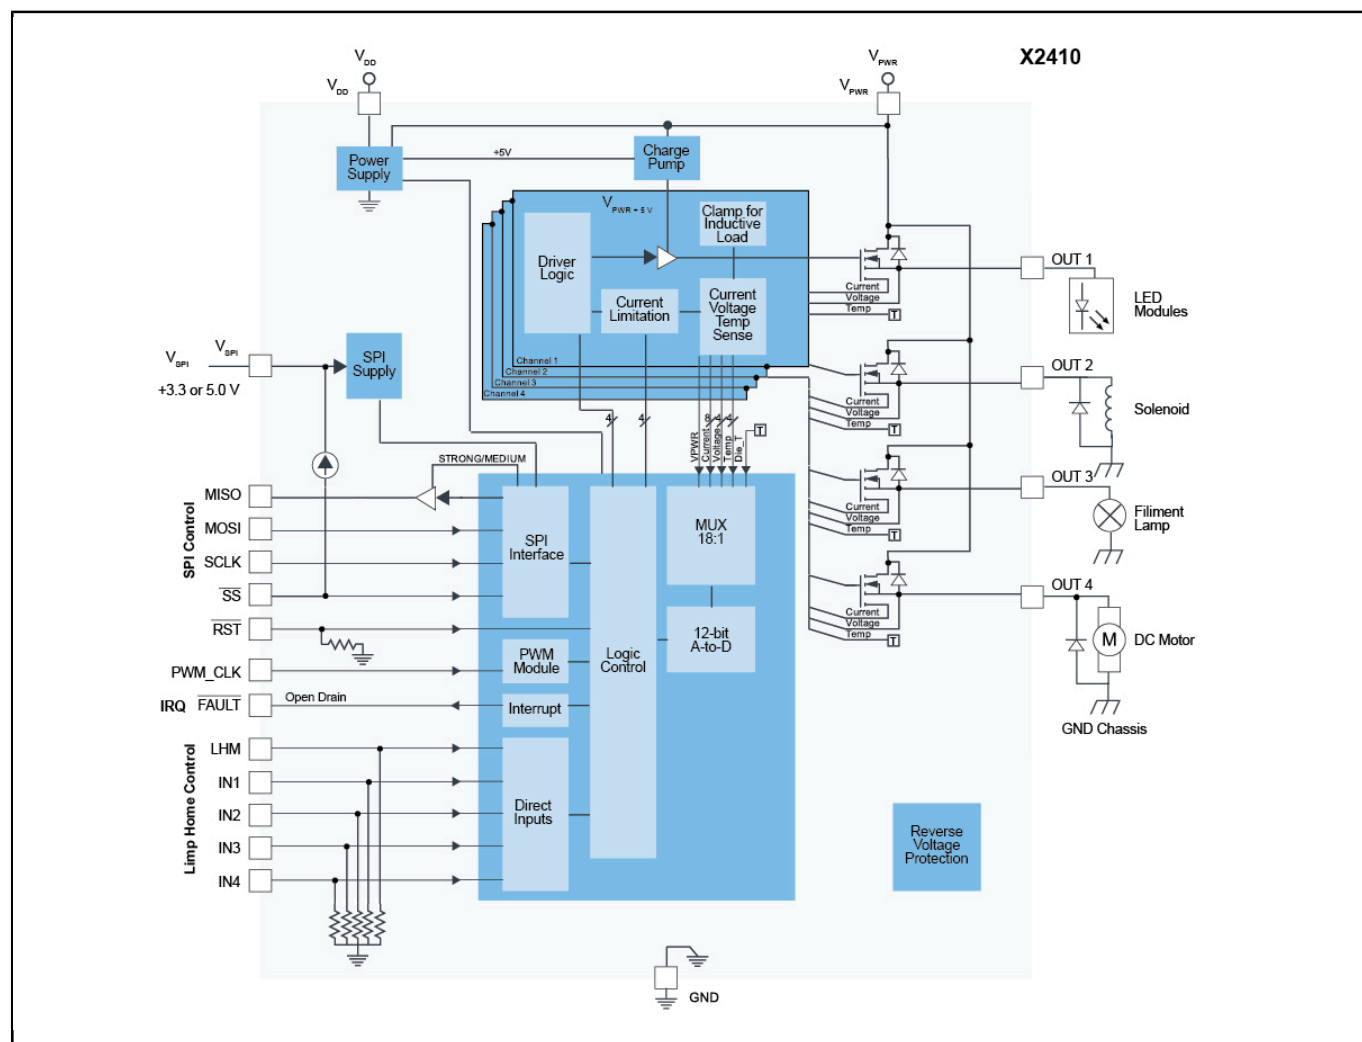 X2410
VDD
VDD
VPWR
VPWR
Power
Supply
+5V
Charge
Pump
VPWR + 5 V
Clamp for
Inductive
Load
Driver
Logic
Current
Limitation
Current
Voltage
Temp
Sense
Channel 1
Channel 2
Channel 3
Channel 4
Current
Voltage
Temp
T
OUT 1
LED
Modules
VSPI
VSPI
+3.3 or 5.0 V
SPI
Supply
Current
Voltage
Temp
T
OUT 2
Solenoid
4
4
8
4
4
VPWR
Current
Voltage
Temp
Die_T
T
STRONG/MEDIUM
Current
Voltage
Temp
T
OUT 3
Filiment
Lamp
SPI Control
MISO
MOSI
SCLK
SS
RST
PWM_CLK
IRQ
FAULT
Open Drain
SPI
Interface
PWM
Module
Interrupt
Logic
Control
MUX
18:1
12-bit
A-to-D
Current
Voltage
Temp
T
OUT 4
M
DC Motor
GND Chassis
Limp Home Control
LHM
IN1
IN2
IN3
IN4
Direct
Inputs
Reverse
Voltage
Protection
GND